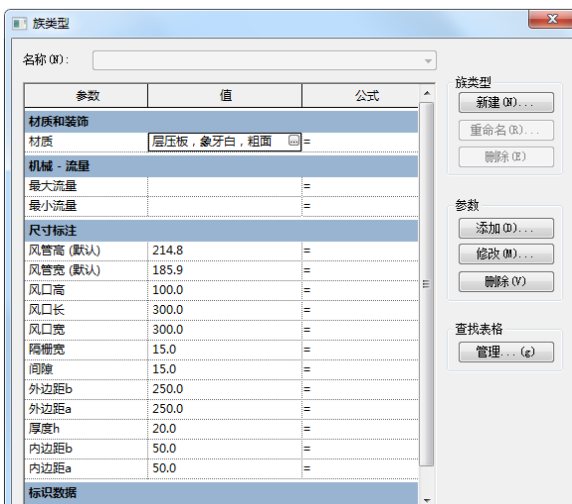 族类型
名称(N):
参数 值 公式
材质和装饰
材质 层压板，象牙白，粗面 =
机械 - 流量
最大流量 =
最小流量 =
尺寸标注
风管高 (默认) 214.8 =
风管宽 (默认) 185.9 =
风口高 100.0 =
风口长 300.0 =
风口宽 300.0 =
隔栅宽 15.0 =
间隙 15.0 =
外边距b 250.0 =
外边距a 250.0 =
厚度h 20.0 =
内边距b 50.0 =
内边距a 50.0 =
标识数据
族类型
新建(N)...
重命名(R)...
删除(E)
参数
添加(D)...
修改(M)...
删除(V)
查找表格
管理...(g)